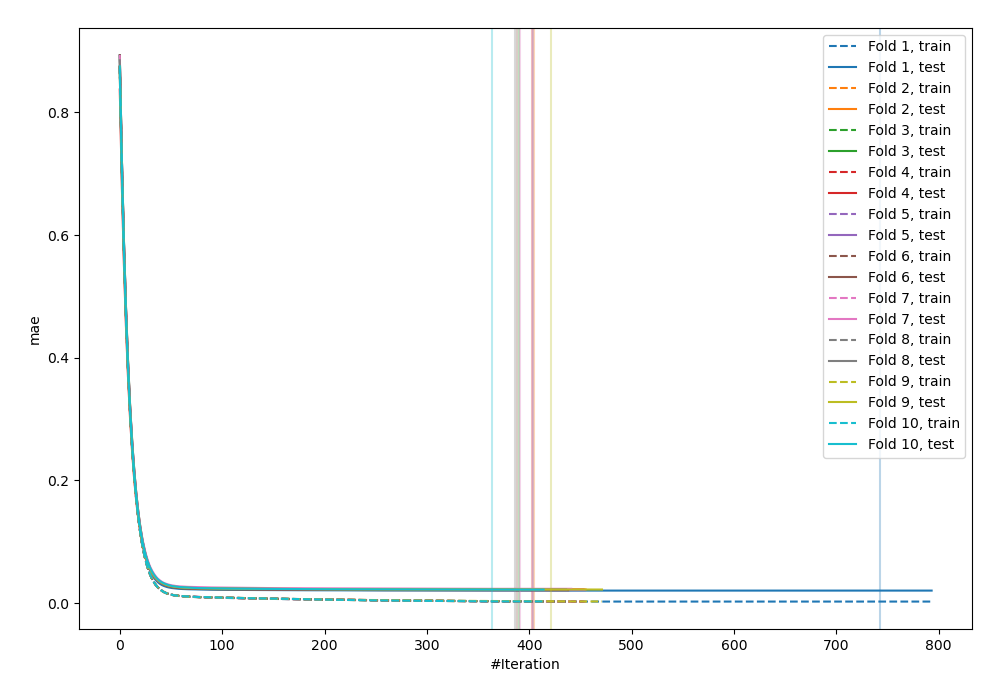 mae
0.8
0.6
0.4
0.2
0.0
0
100
200
300
400
500
600
700
800
#Iteration
Fold 1, train
Fold 1, test
Fold 2, train
Fold 2, test
Fold 3, train
Fold 3, test
Fold 4, train
Fold 4, test
Fold 5, train
Fold 5, test
Fold 6, train
Fold 6, test
Fold 7, train
Fold 7, test
Fold 8, train
Fold 8, test
Fold 9, train
Fold 9, test
Fold 10, train
Fold 10, test